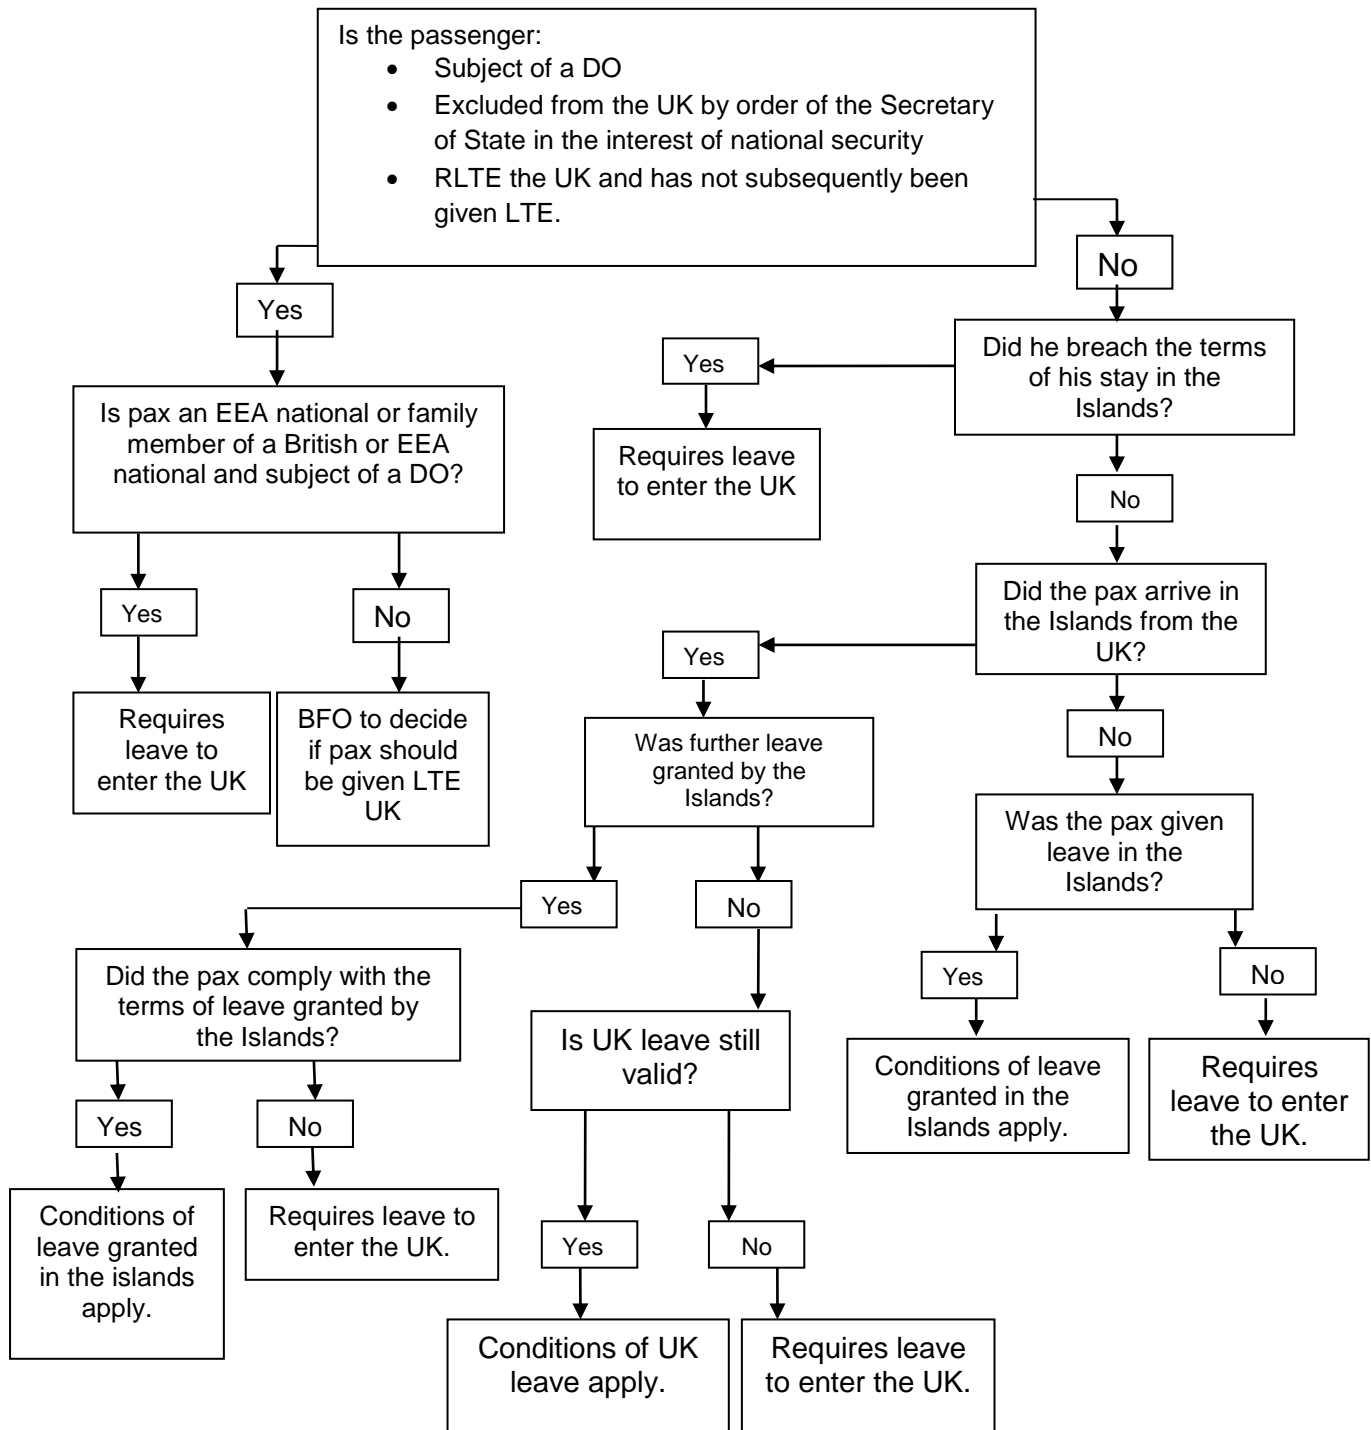 Is the passenger:
• Subject of a DO
• Excluded from the UK by order of the Secretary
of State in the interest of national security
• RLTE the UK and has not subsequently been
given LTE.
No
Yes
Did he breach the terms
of his stay in the
Islands?
Yes
Requires leave
to enter the UK
Is pax an EEA national or family
member of a British or EEA
national and subject of a DO?
No
Did the pax arrive in
the Islands from the
UK?
Yes
No
Yes
Requires
leave to
enter the UK
BFO to decide
if pax should
be given LTE
UK
Was further leave
granted by the
Islands?
No
Was the pax given
leave in the
Islands?
Yes
No
Yes
No
Did the pax comply with the
terms of leave granted by
the Islands?
Is UK leave still
valid?
Conditions of leave
granted in the
Islands apply.
Requires
leave to enter
the UK.
Yes
No
Conditions of
leave granted
in the islands
apply.
Requires leave to
enter the UK.
Yes
No
Conditions of UK
leave apply.
Requires leave
to enter the UK.